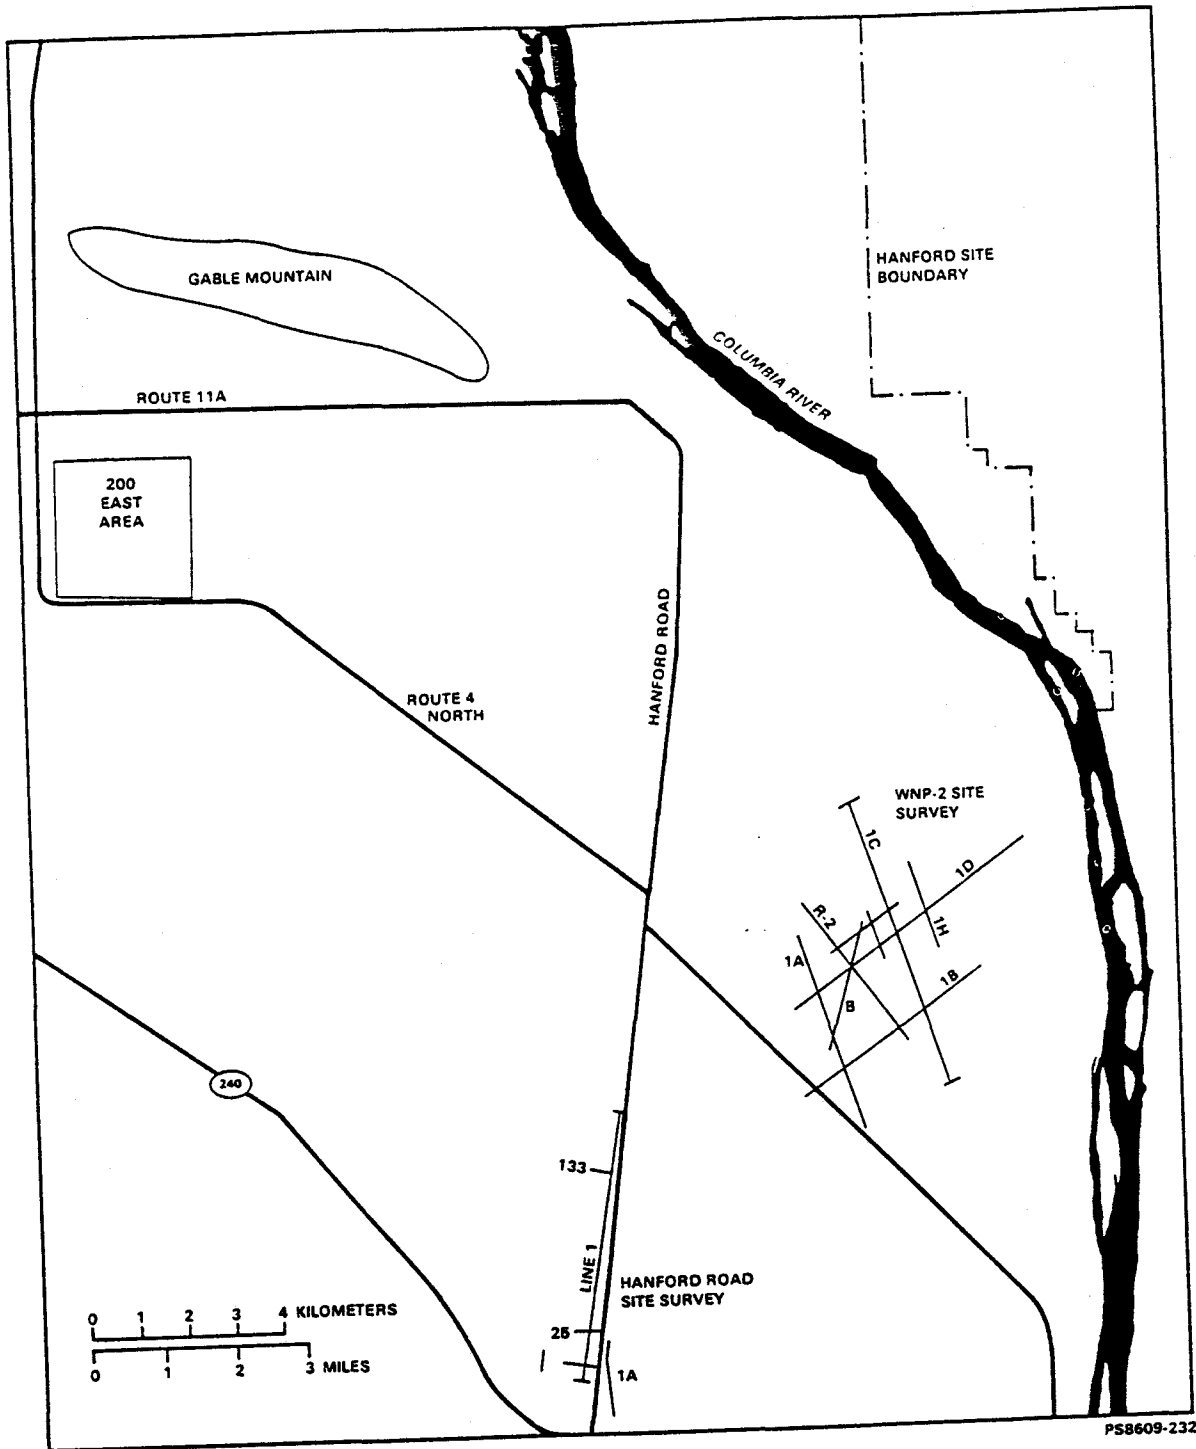 HANFORD SITE
BOUNDARY
GABLE MOUNTAIN
COLUMBIA RIVER
ROUTE 11A
200
EAST
AREA
HANFORD ROAD
ROUTE 4
NORTH
WNP-2 SITE
SURVEY
1C
1D
R-2
1H
1A
1B
B
240
133
LINE 1
HANFORD ROAD
SITE SURVEY
25
1A
0 1 2 3 4 KILOMETERS
0 1 2 3 MILES
PS8609-232